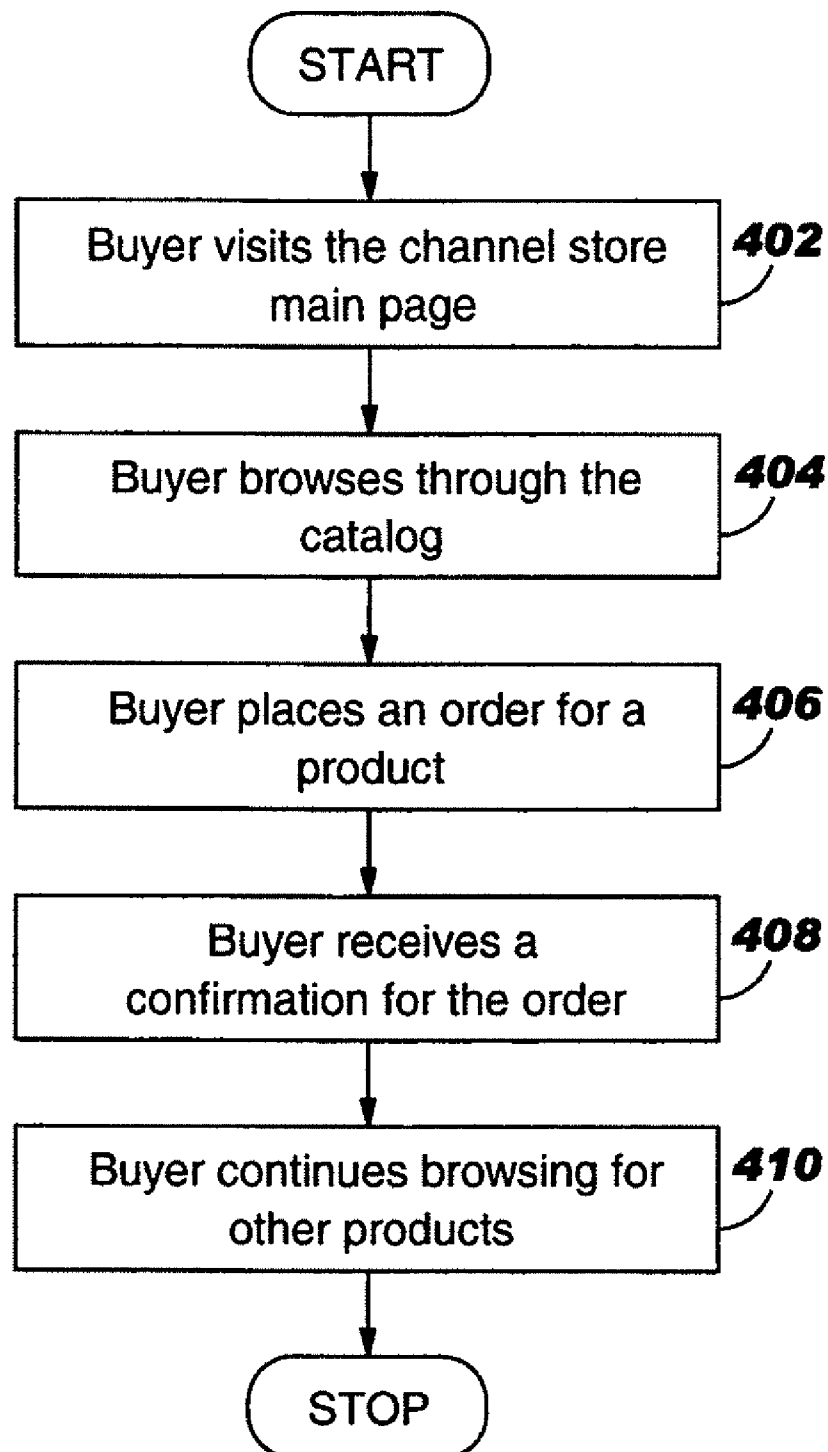 START
Buyer visits the channel store
main page
402
Buyer browses through the
catalog
404
Buyer places an order for a
product
406
Buyer receives a
confirmation for the order
408
Buyer continues browsing for
other products
410
STOP